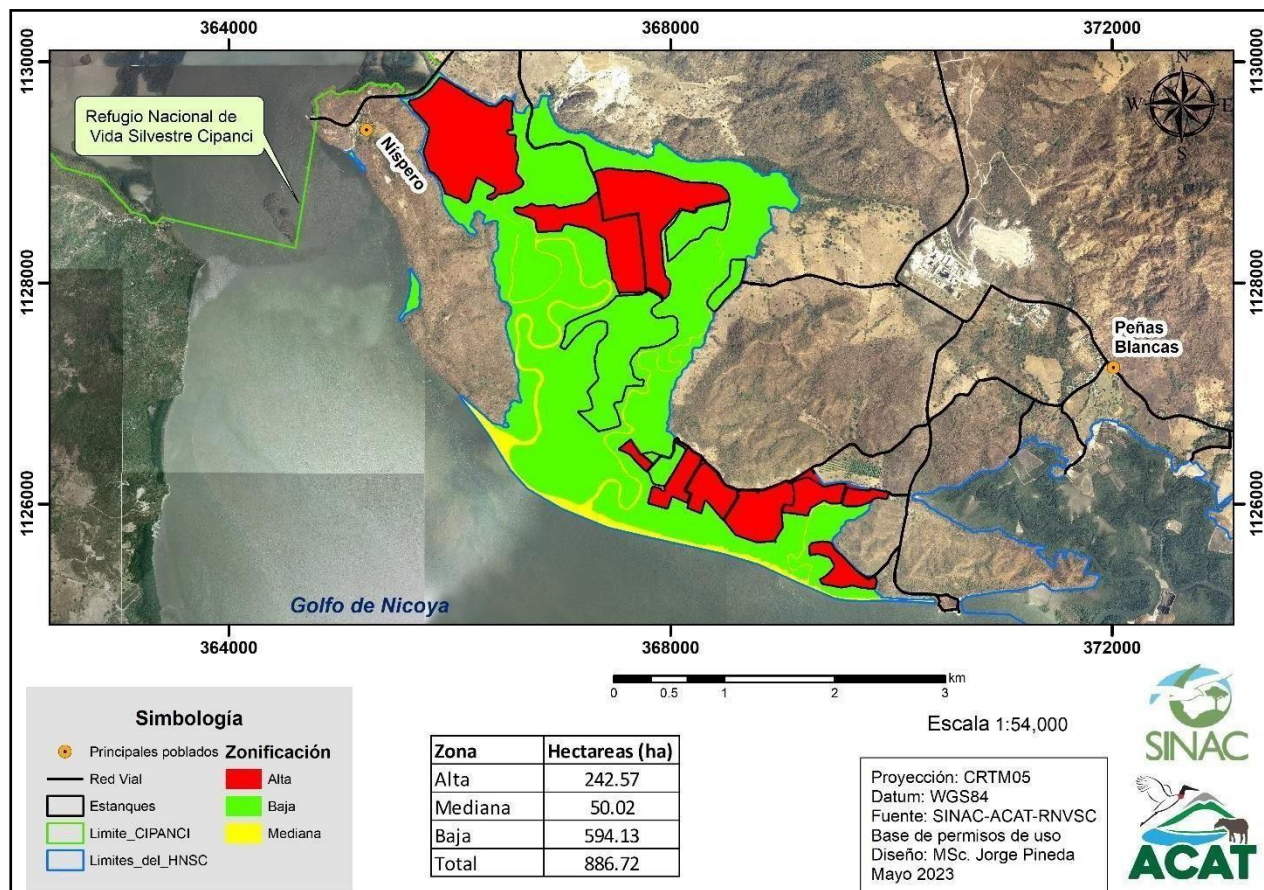 364000
368000
372000
1130000
1130000
N
W
E
S
Refugio Nacional de
Vida Silvestre Cipanci
Níspero
1128000
1128000
Peñas
Blancas
1126000
1126000
Golfo de Nicoya
364000
368000
372000
km
0 0.5 1 2 3
Escala 1:54,000
Simbología
Principales poblados
Red Vial
Estanques
Limite_CIPANCI
Limites_del_HNSC
Zonificación
Alta
Baja
Mediana
Zona Hectareas (ha)
Alta 242.57
Mediana 50.02
Baja 594.13
Total 886.72
Proyección: CRTM05
Datum: WGS84
Fuente: SINAC-ACAT-RNVSC
Base de permisos de uso
Diseño: MSc. Jorge Pineda
Mayo 2023
SINAC
ACAT